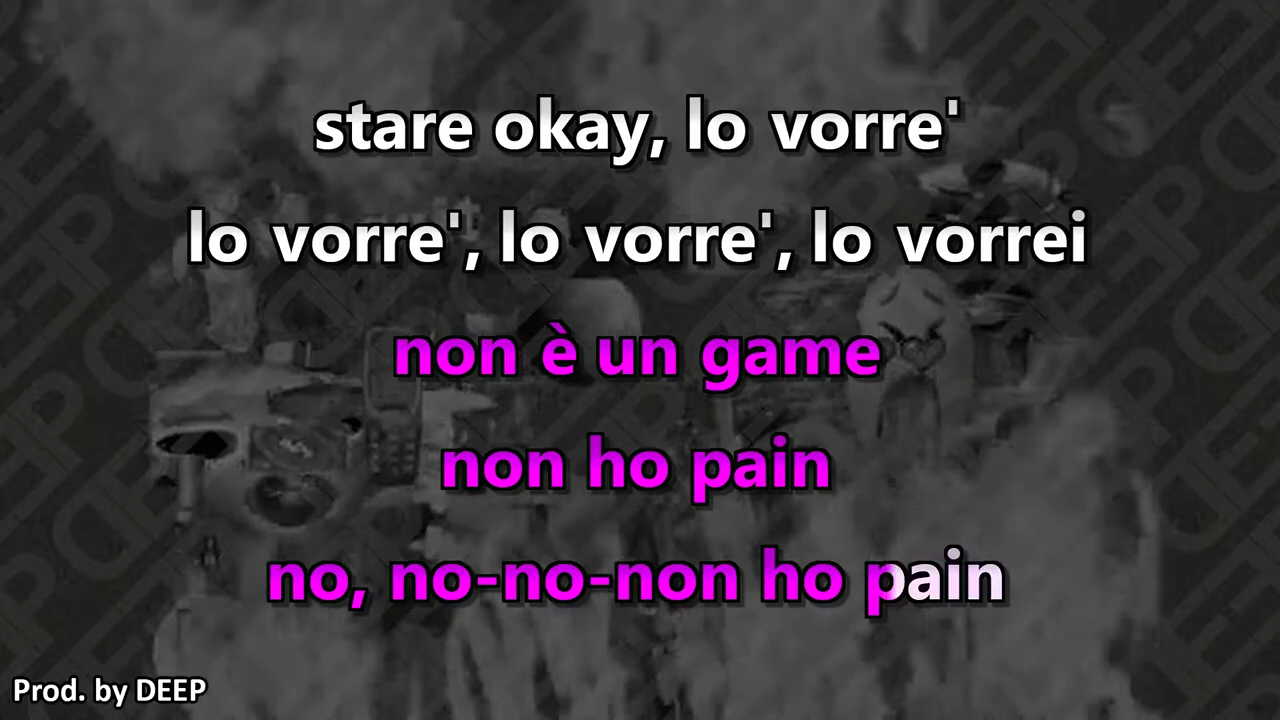 stare okay, lo vorre'
lo vorre', lo vorre', lo vorrei
non è un game
non ho pain
no, no-no-non ho pain
Prod. by DEEP